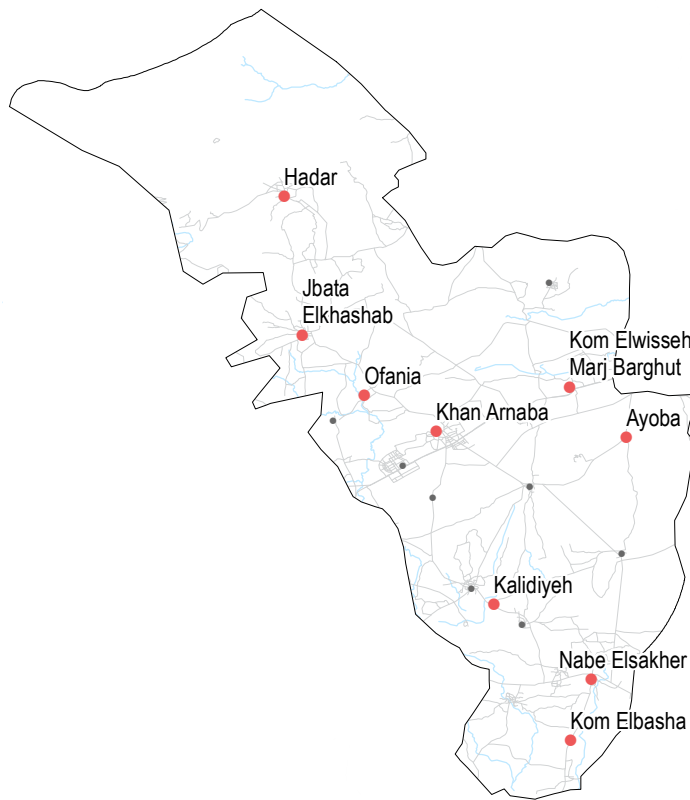 Hadar
Jbata
Elkhashab
Kom Elwisseh
Marj Barghut
Ofania
Khan Arnaba
Ayoba
Kalidiyeh
Nabe Elsakher
Kom Elbasha